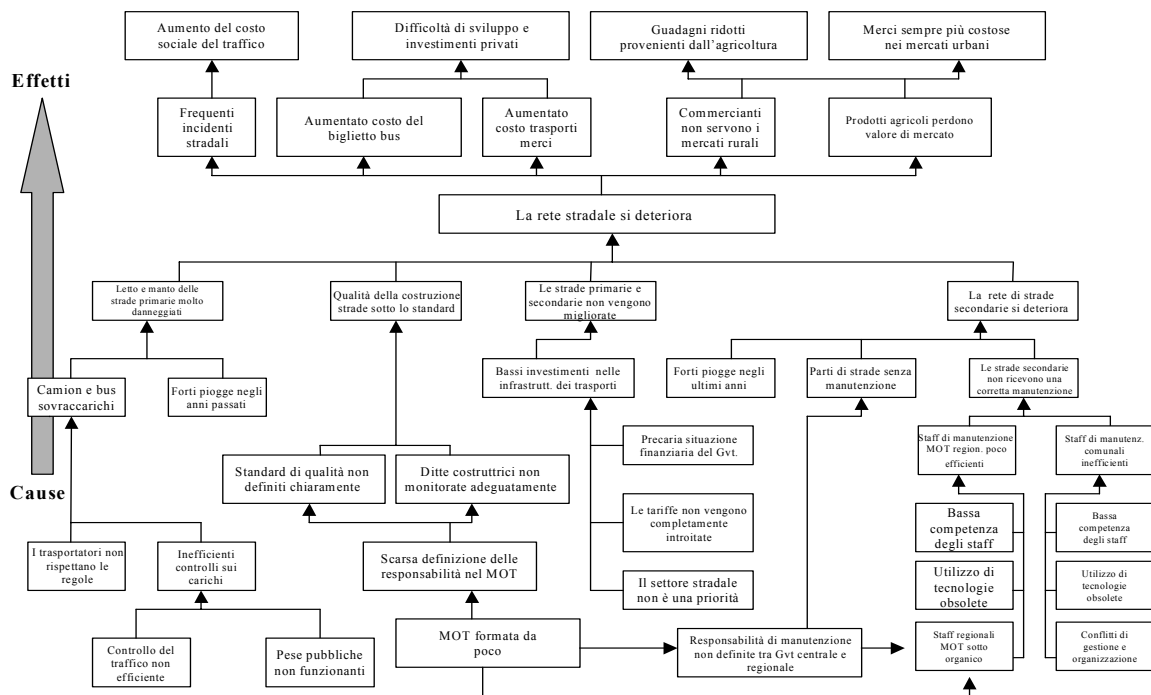 Aumento del costo
sociale del traffico
Difficoltà di sviluppo e
investimenti privati
Guadagni ridotti
provenienti dall'agricoltura
Merci sempre più costose
nei mercati urbani
Effetti
Frequenti
incidenti
stradali
Aumentato costo del
biglietto bus
Aumentato
costo trasporti
merci
Commercianti
non servono i
mercati rurali
Prodotti agricoli perdono
valore di mercato
La rete stradale si deteriora
Letto e manto delle
strade primarie molto
danneggiati
Qualità della costruzione
strade sotto lo standard
Le strade primarie e
secondarie non vengono
migliorate
La rete di strade
secondarie si deteriora
Camion e bus
sovraccarichi
Forti piogge negli
anni passati
Bassi investimenti nelle
infrastrutt. dei trasporti
Forti piogge negli
ultimi anni
Parti di strade senza
manutenzione
Le strade secondarie
non ricevono una
corretta manutenzione
Standard di qualità non
definiti chiaramente
Ditte costruttrici non
monitorate adeguatamente
Precaria situazione
finanziaria del Gvt.
Staff di manutenzione
MOT region. poco
efficienti
Staff di manutenz.
comunali
inefficienti
Cause
I trasportatori non
rispettano le
regole
Inefficienti
controlli sui
carichi
Scarsa definizione delle
responsabilità nel MOT
Le tariffe non vengono
completamente
introitate
Bassa
competenza
degli staff
Bassa
competenza
degli staff
Il settore stradale
non è una priorità
Utilizzo di
tecnologie
obsolete
Utilizzo di
tecnologie
obsolete
Controllo del
traffico non
efficiente
Pese pubbliche
non funzionanti
MOT formata da
poco
Responsabilità di manutenzione
non definite tra Gvt centrale e
regionale
Staff regionali
MOT sotto
organico
Conflitti di
gestione e
organizzazione